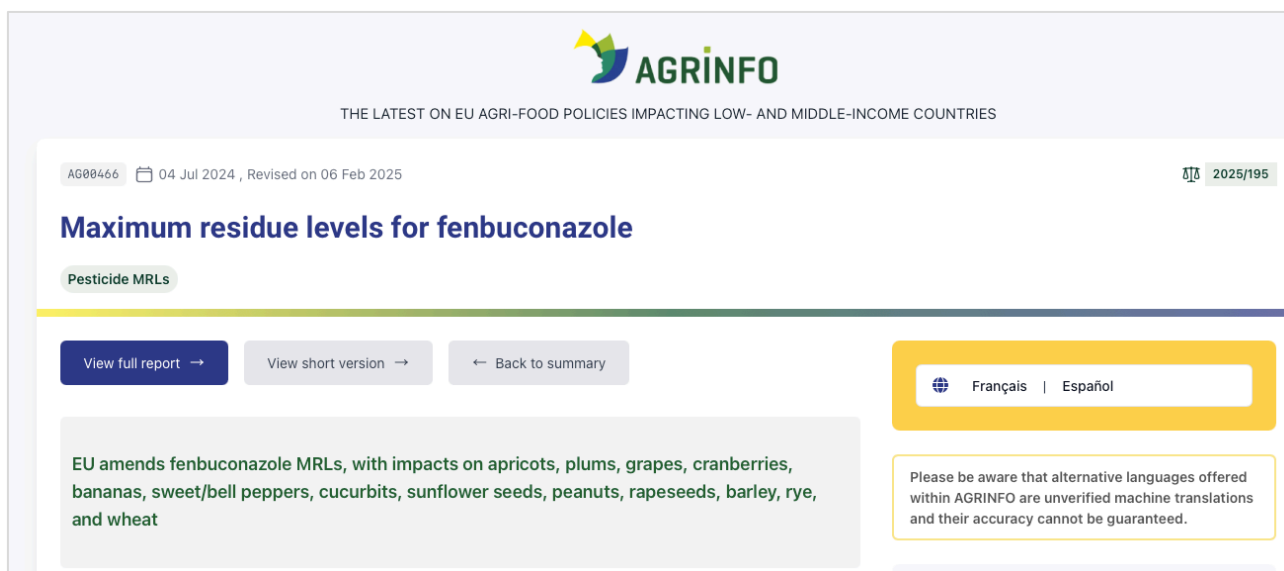 AGRINFO
THE LATEST ON EU AGRI-FOOD POLICIES IMPACTING LOW- AND MIDDLE-INCOME COUNTRIES
AG00466 04 Jul 2024 , Revised on 06 Feb 2025
2025/195
Maximum residue levels for fenbuconazole
Pesticide MRLs
View full report →
View short version →
← Back to summary
Français | Español
EU amends fenbuconazole MRLs, with impacts on apricots, plums, grapes, cranberries,
bananas, sweet/bell peppers, cucurbits, sunflower seeds, peanuts, rapeseeds, barley, rye,
and wheat
Please be aware that alternative languages offered
within AGRINFO are unverified machine translations
and their accuracy cannot be guaranteed.